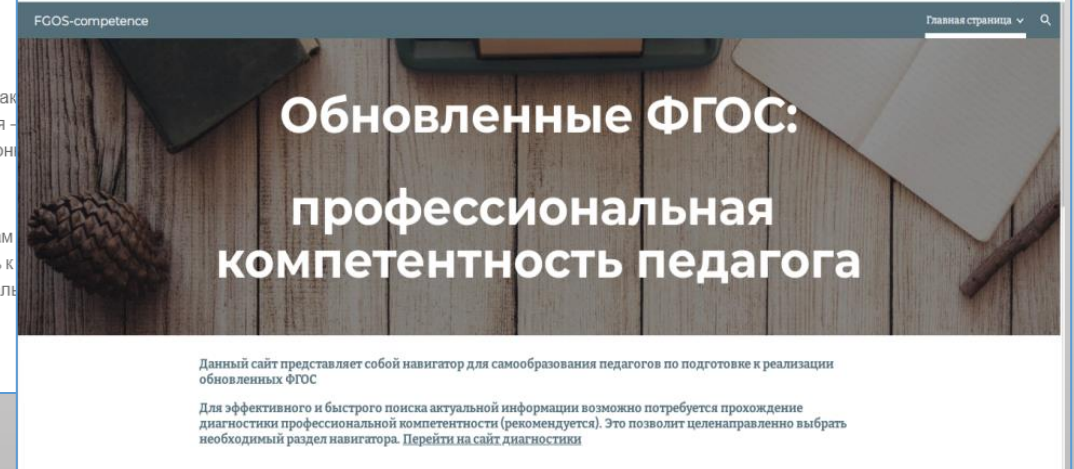 FGOS-competence
Главная страница
Обновленные ФГОС:
профессиональная
компетентность педагога
Данный сайт представляет собой навигатор для самообразования педагогов по подготовке к реализации
обновленных ФГОС
Для эффективного и быстрого поиска актуальной информации возможно потребуется прохождение
диагностики профессиональной компетентности (рекомендуется). Это позволит целенаправленно выбрать
необходимый раздел навигатора. Перейти на сайт диагностики